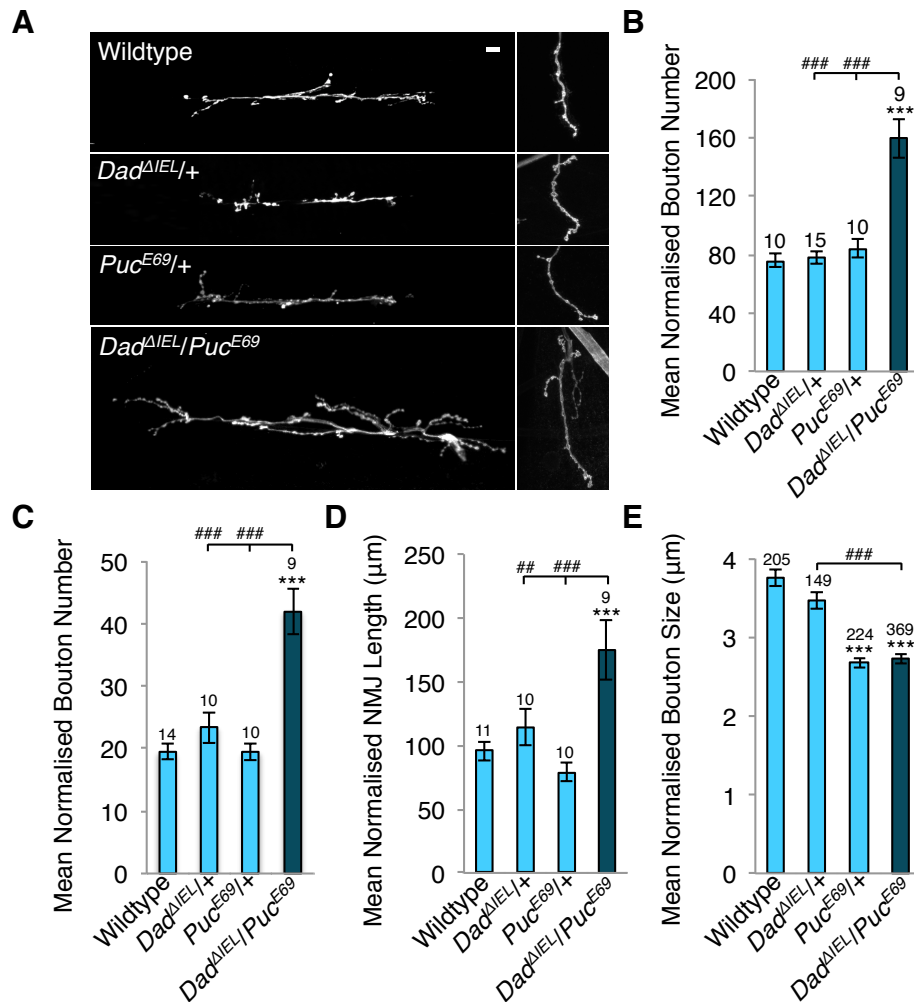 A
Wildtype
Dad^ΔIEL/+
Puc^E69/+
Dad^ΔIEL/Puc^E69
B
Mean Normalised Bouton Number
200
160
120
80
40
0
### ###
10
15
10
9
***
Wildtype
Dad^ΔIEL/+
Puc^E69/+
Dad^ΔIEL/Puc^E69
C
Mean Normalised Bouton Number
50
40
30
20
10
0
### ###
14
10
10
9
***
Wildtype
Dad^ΔIEL/+
Puc^E69/+
Dad^ΔIEL/Puc^E69
D
Mean Normalised NMJ Length (μm)
250
200
150
100
50
0
## ###
11
10
10
9
***
Wildtype
Dad^ΔIEL/+
Puc^E69/+
Dad^ΔIEL/Puc^E69
E
Mean Normalised Bouton Size (μm)
4
3
2
1
0
###
205
149
224
***
369
***
Wildtype
Dad^ΔIEL/+
Puc^E69/+
Dad^ΔIEL/Puc^E69